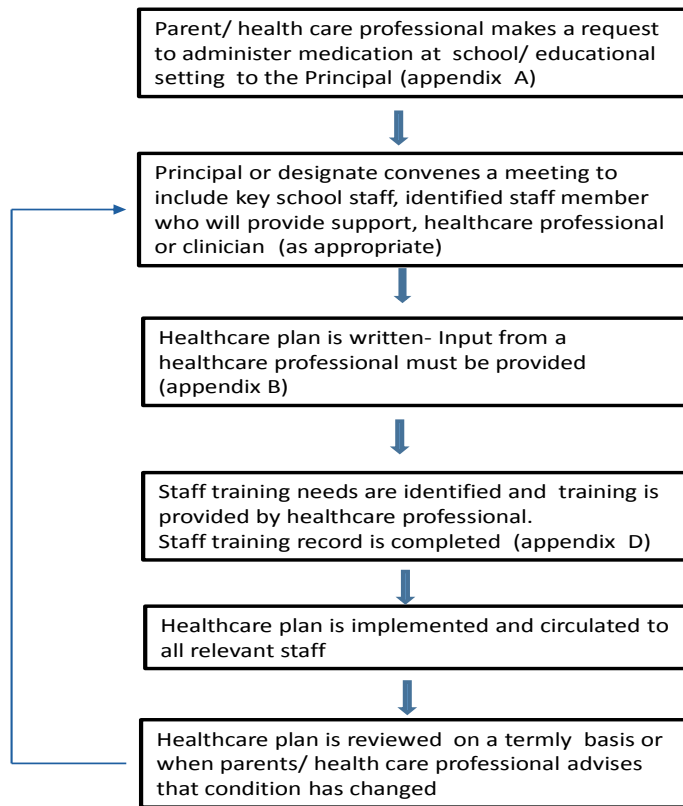 Parent/ health care professional makes a request
to administer medication at school/ educational
setting to the Principal (appendix A)
Principal or designate convenes a meeting to
include key school staff, identified staff member
who will provide support, healthcare professional
or clinician (as appropriate)
Healthcare plan is written- Input from a
healthcare professional must be provided
(appendix B)
Staff training needs are identified and training is
provided by healthcare professional.
Staff training record is completed (appendix D)
Healthcare plan is implemented and circulated to
all relevant staff
Healthcare plan is reviewed on a termly basis or
when parents/ health care professional advises
that condition has changed